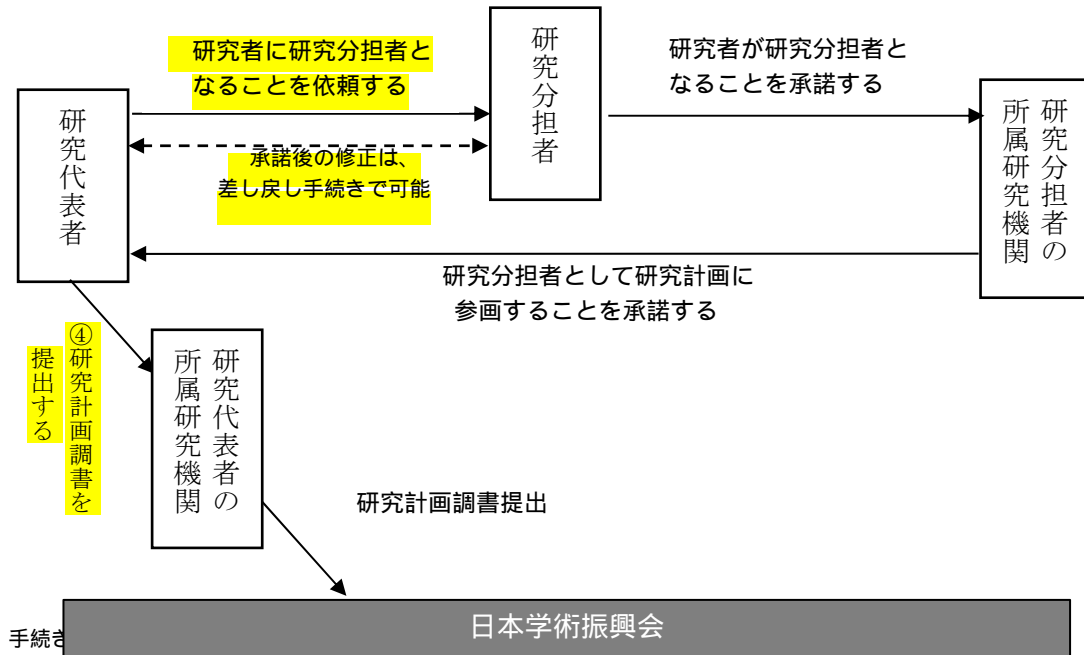 研究者に研究分担者と
なることを依頼する
研究分担者
研究者が研究分担者と
なることを承諾する
研究代表者
承諾後の修正は、
差し戻し手続きで可能
研究分担者の
所属研究機関
研究分担者として研究計画に
参画することを承諾する
④研究計画調書を
提出する
研究代表者の
所属研究機関
研究計画調書提出
日本学術振興会
手続き